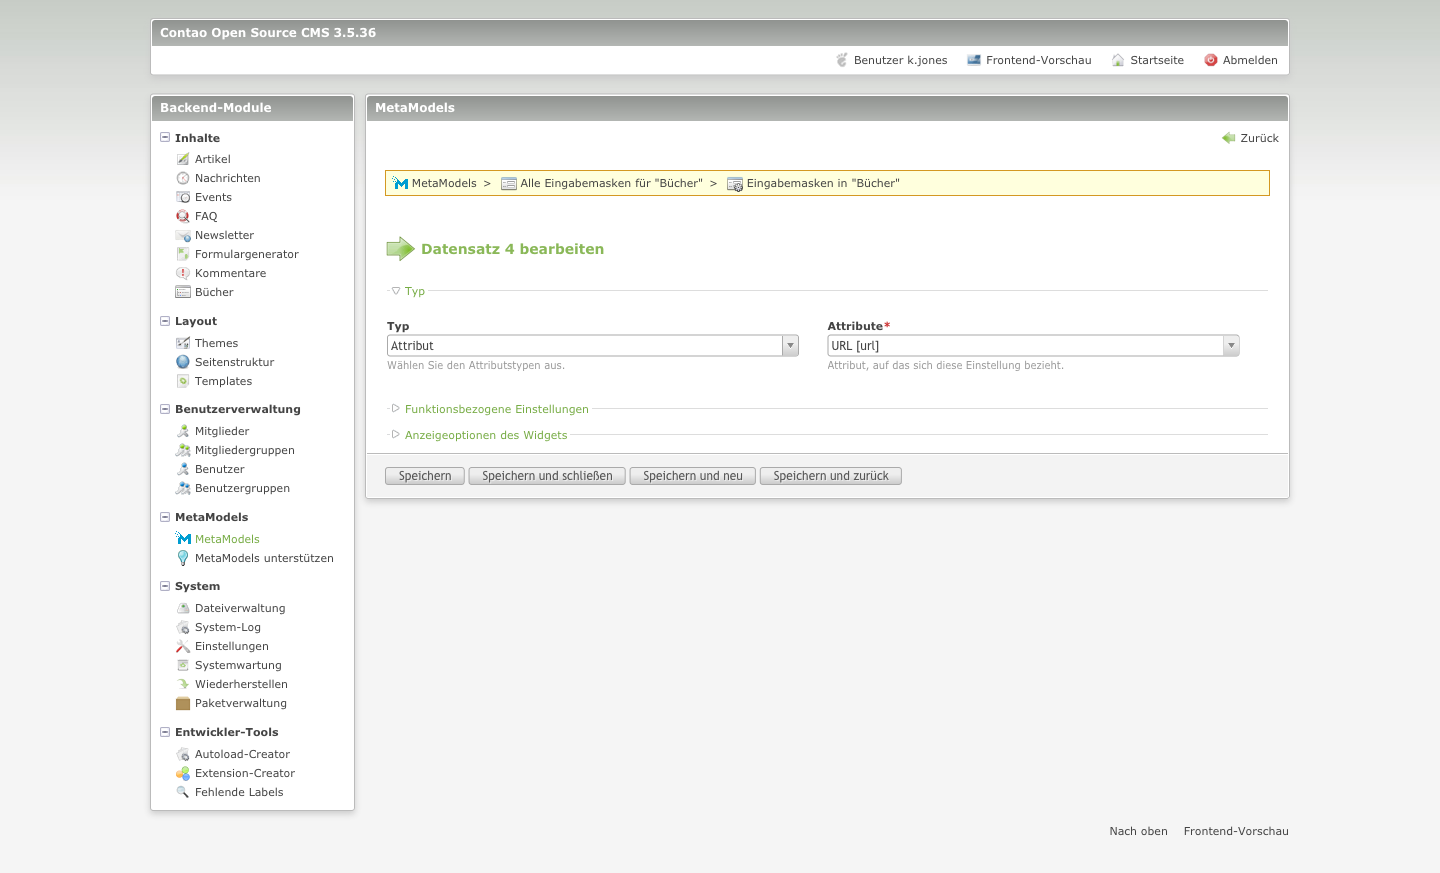 Contao Open Source CMS 3.5.36
Benutzer k.jones Frontend-Vorschau Startseite Abmelden
Backend-Module
Inhalte
Artikel
Nachrichten
Events
FAQ
Newsletter
Formulargenerator
Kommentare
Bücher
Layout
Themes
Seitenstruktur
Templates
Benutzerverwaltung
Mitglieder
Mitgliedergruppen
Benutzer
Benutzergruppen
MetaModels
MetaModels
MetaModels unterstützen
System
Dateiverwaltung
System-Log
Einstellungen
Systemwartung
Wiederherstellen
Paketverwaltung
Entwickler-Tools
Autoload-Creator
Extension-Creator
Fehlende Labels
MetaModels
Zurück
MetaModels > Alle Eingabemasken für "Bücher" > Eingabemasken in "Bücher"
Datensatz 4 bearbeiten
Typ
Typ
Attribut
Wählen Sie den Attributstypen aus.
Attribute*
URL [url]
Attribut, auf das sich diese Einstellung bezieht.
Funktionsbezogene Einstellungen
Anzeigeoptionen des Widgets
Speichern Speichern und schließen Speichern und neu Speichern und zurück
Nach oben Frontend-Vorschau